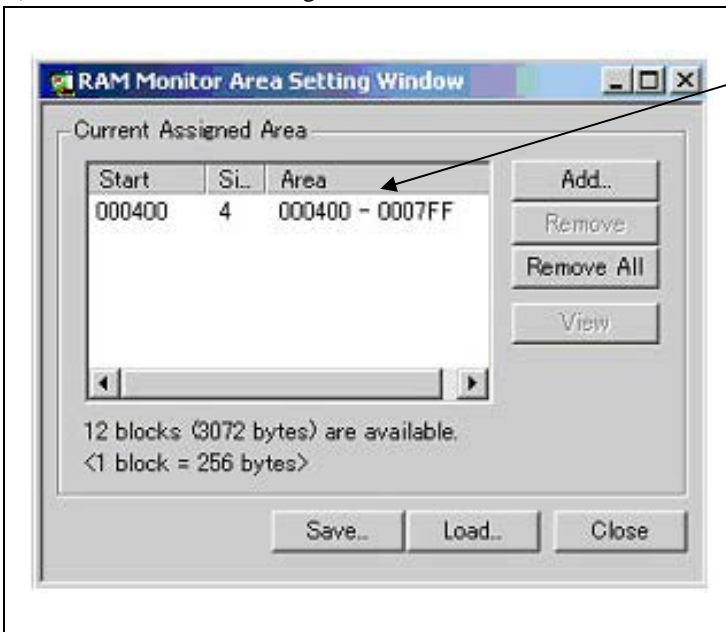 RAM Monitor Area Setting Window
Current Assigned Area
Start Si... Area
000400 4 000400 - 0007FF
Add...
Remove
Remove All
View
12 blocks (3072 bytes) are available.
<1 block = 256 bytes>
Save... Load... Close